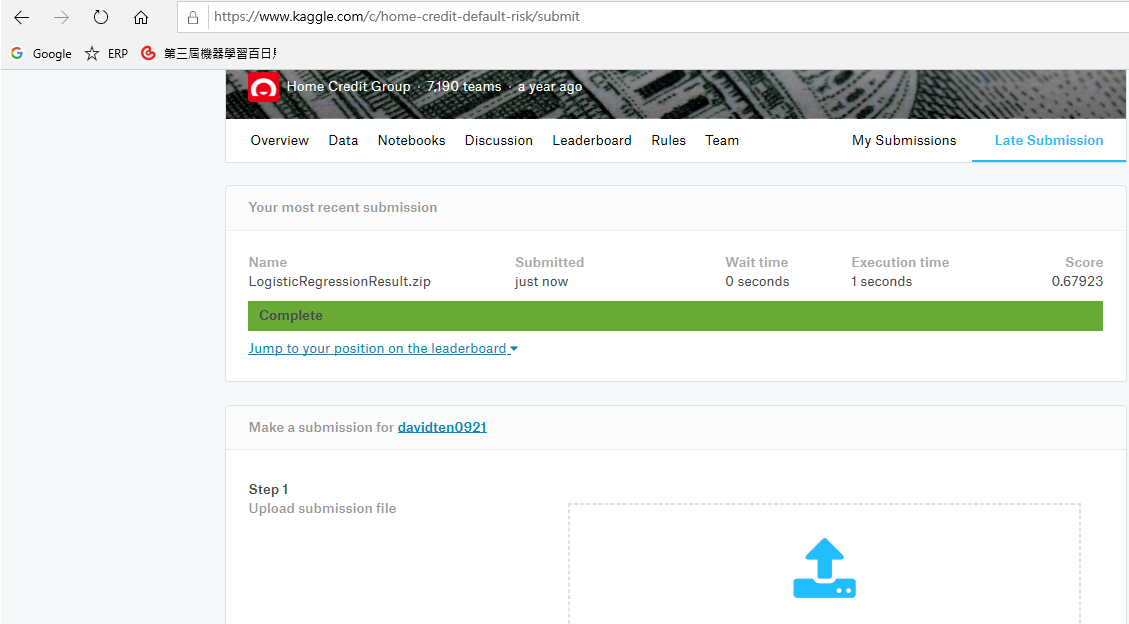 https://www.kaggle.com/c/home-credit-default-risk/submit
Google ERP 第三屆機器學習百日
Home Credit Group · 7,190 teams · a year ago
Overview Data Notebooks Discussion Leaderboard Rules Team My Submissions Late Submission
Your most recent submission
Name Submitted Wait time Execution time Score
LogisticRegressionResult.zip just now 0 seconds 1 seconds 0.67923
Complete
Jump to your position on the leaderboard
Make a submission for davidten0921
Step 1
Upload submission file